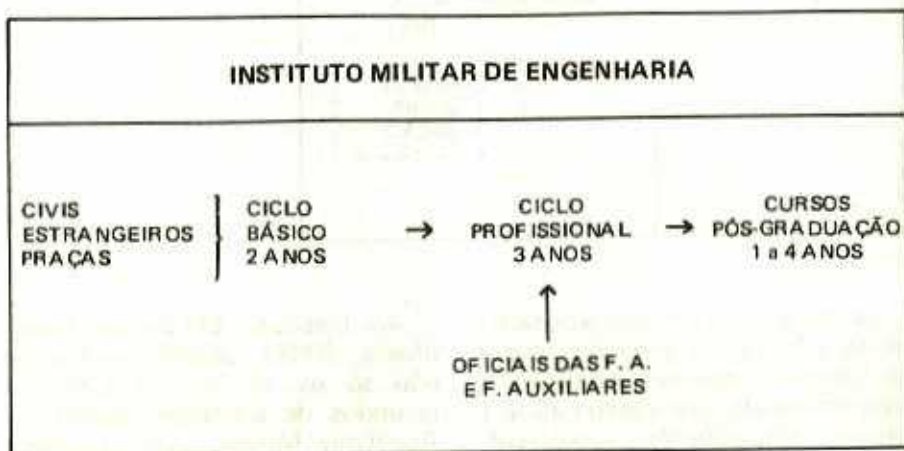 INSTITUTO MILITAR DE ENGENHARIA
CIVIS
ESTRANGEIROS
PRAÇAS
CICLO
BÁSICO
2 ANOS
→
CICLO
PROFISSIONAL
3 ANOS
→
CURSOS
PÓS-GRADUAÇÃO
1 a 4 ANOS
↑
OFICIAIS DAS F. A.
E F. AUXILIARES